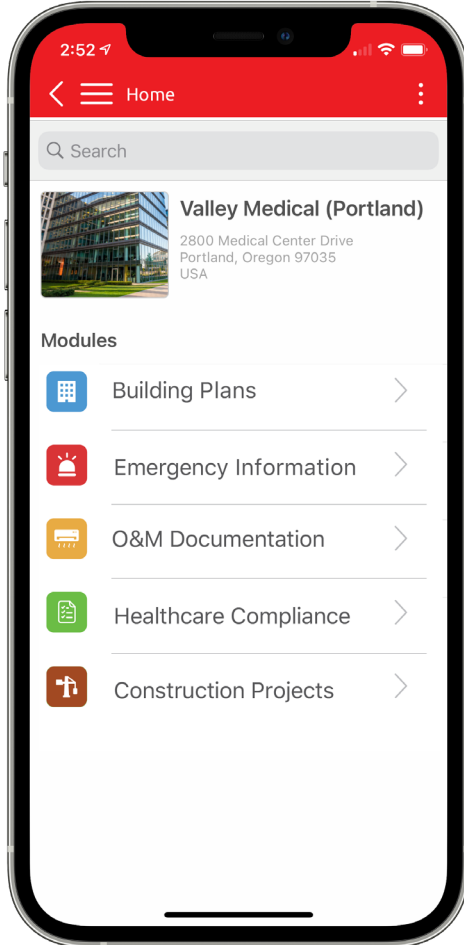 2:52
Home
Search
Valley Medical (Portland)
2800 Medical Center Drive
Portland, Oregon 97035
USA
Modules
Building Plans
Emergency Information
O&M Documentation
Healthcare Compliance
Construction Projects